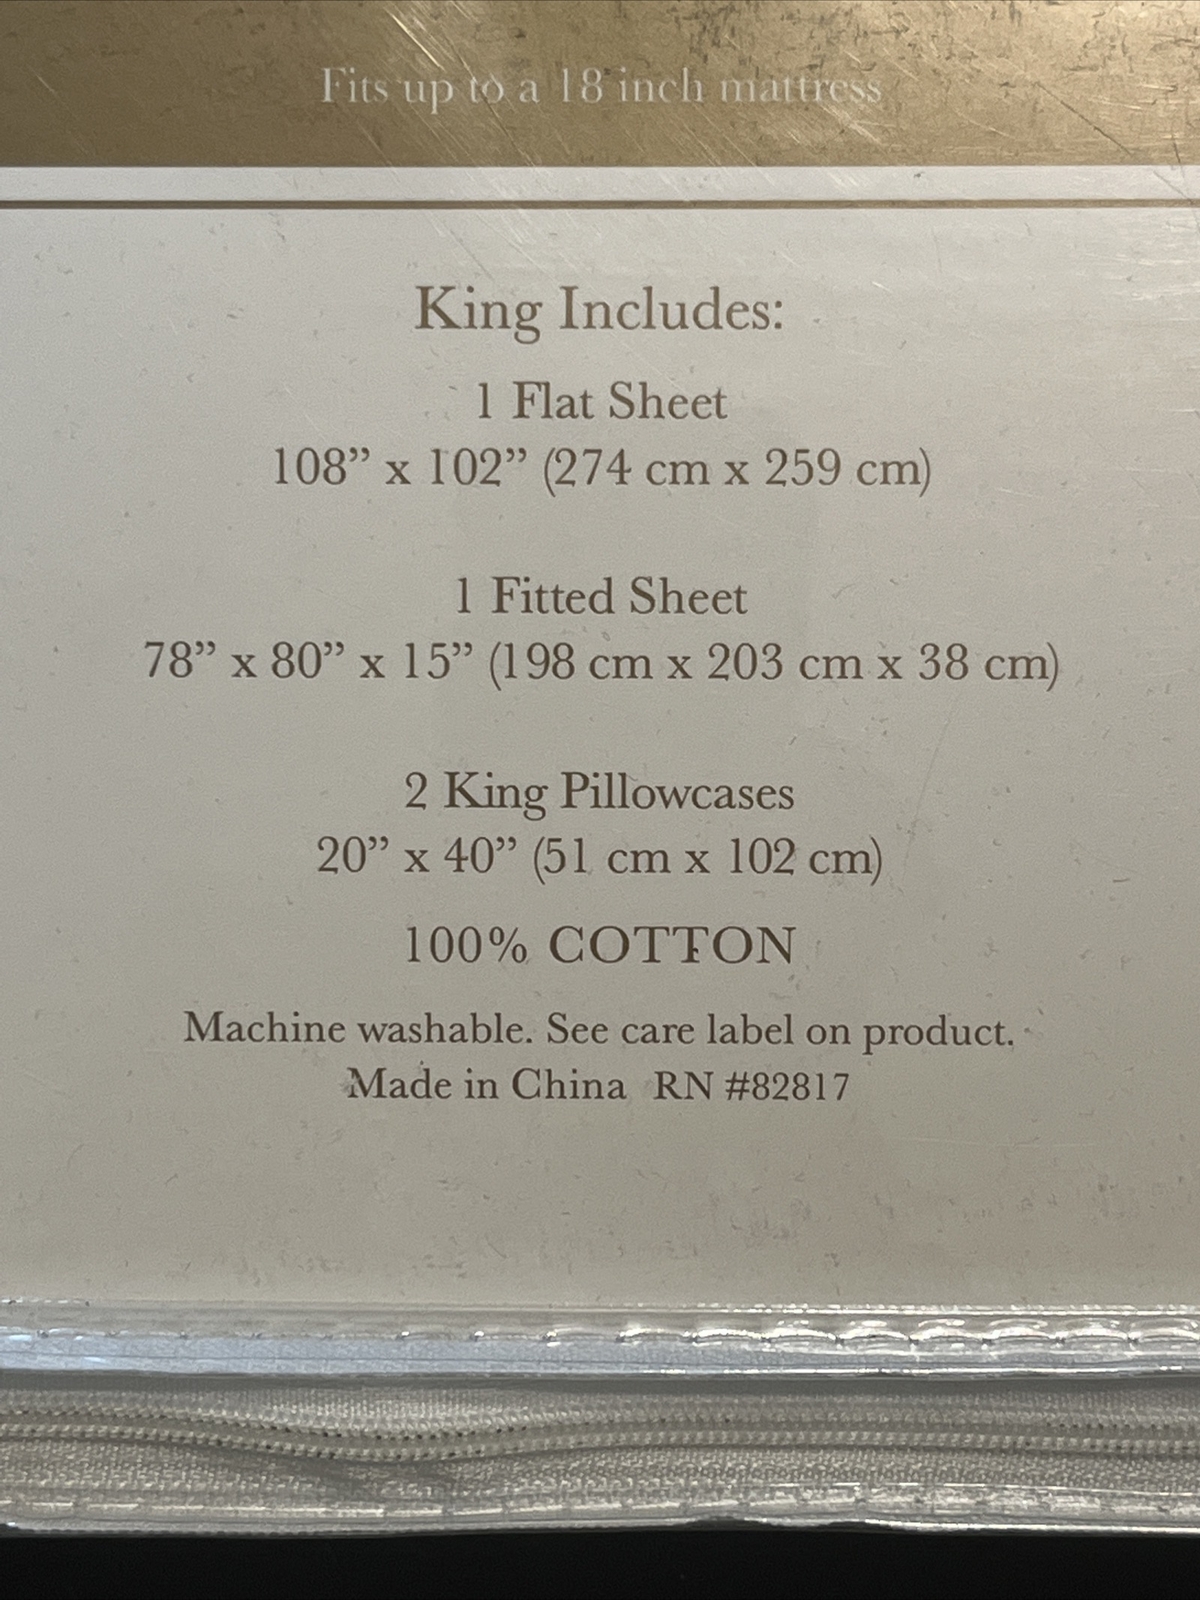 Fits up to a 18 inch mattress
King Includes:
1 Flat Sheet
108” x 102” (274 cm x 259 cm)
1 Fitted Sheet
78” x 80” x 15” (198 cm x 203 cm x 38 cm)
2 King Pillowcases
20” x 40” (51 cm x 102 cm)
100% COTTON
Machine washable. See care label on product.
Made in China RN #82817